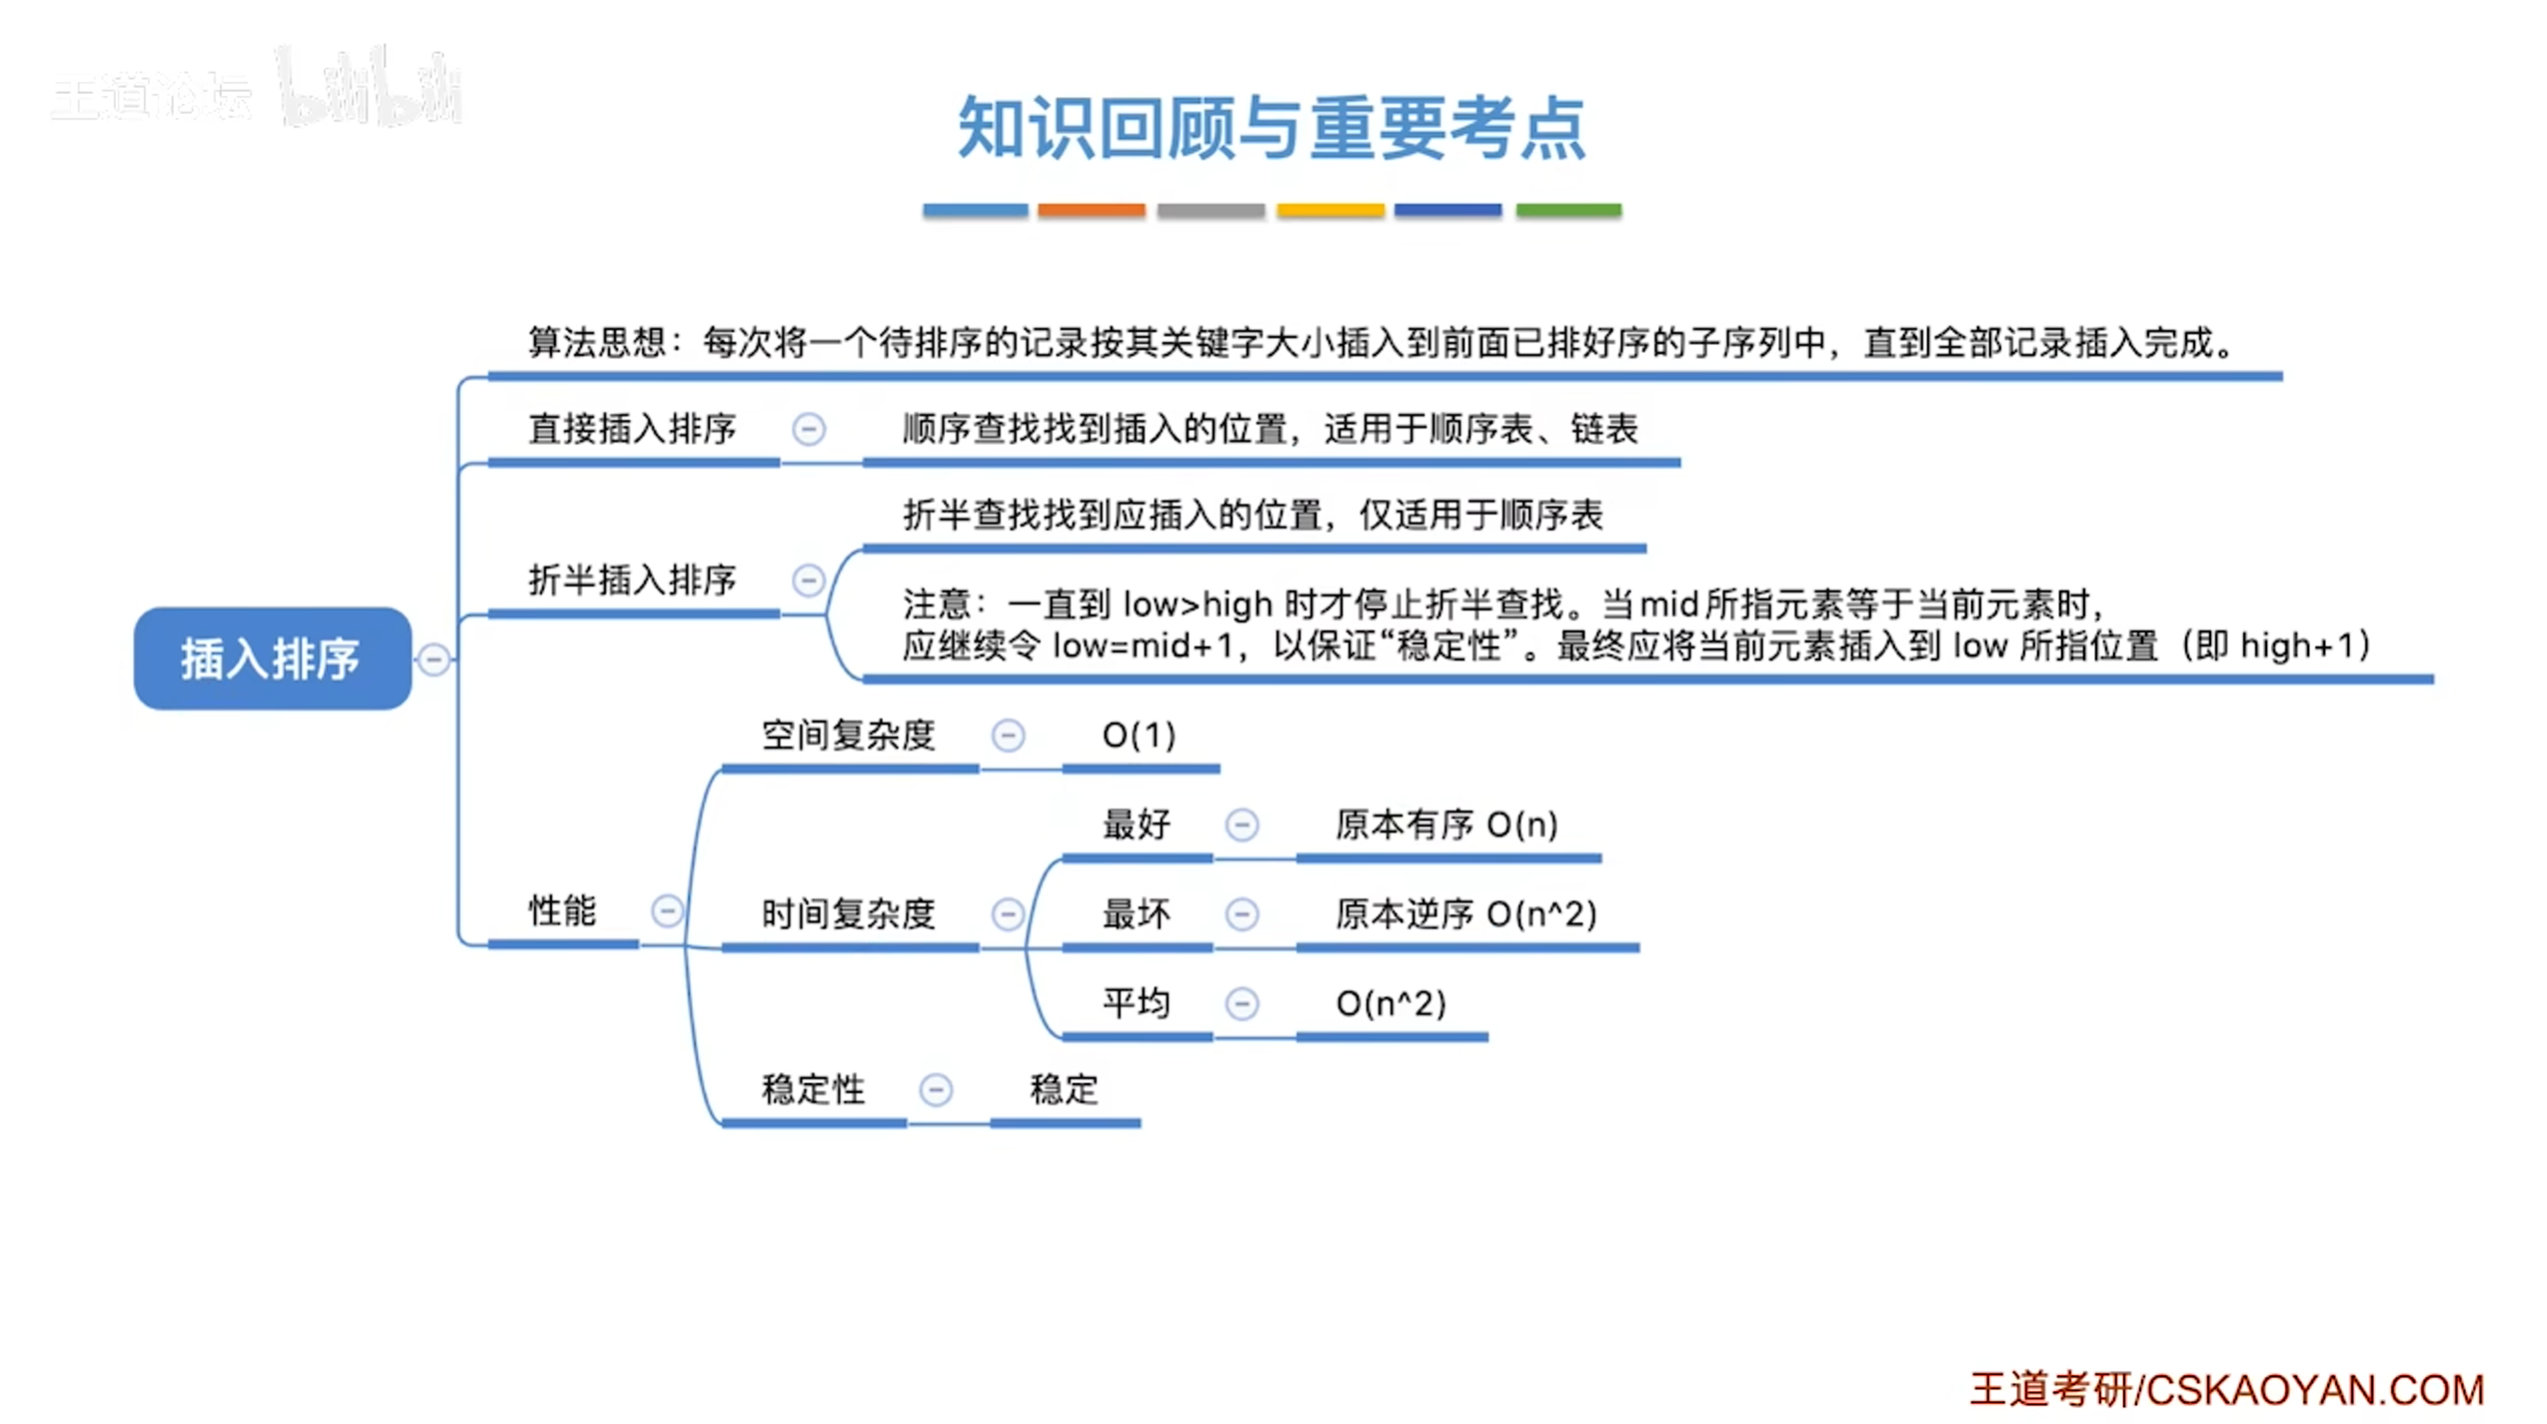 王道论坛 bilibili
知识回顾与重要考点
算法思想：每次将一个待排序的记录按其关键字大小插入到前面已排好序的子序列中，直到全部记录插入完成。
直接插入排序
顺序查找找到插入的位置，适用于顺序表、链表
折半插入排序
折半查找找到应插入的位置，仅适用于顺序表
注意：一直到 low>high 时才停止折半查找。当mid所指元素等于当前元素时，
应继续令 low=mid+1，以保证“稳定性”。最终应将当前元素插入到 low 所指位置（即 high+1）
插入排序
性能
空间复杂度
O(1)
时间复杂度
最好
原本有序 O(n)
最坏
原本逆序 O(n^2)
平均
O(n^2)
稳定性
稳定
王道考研/CSKAOYAN.COM